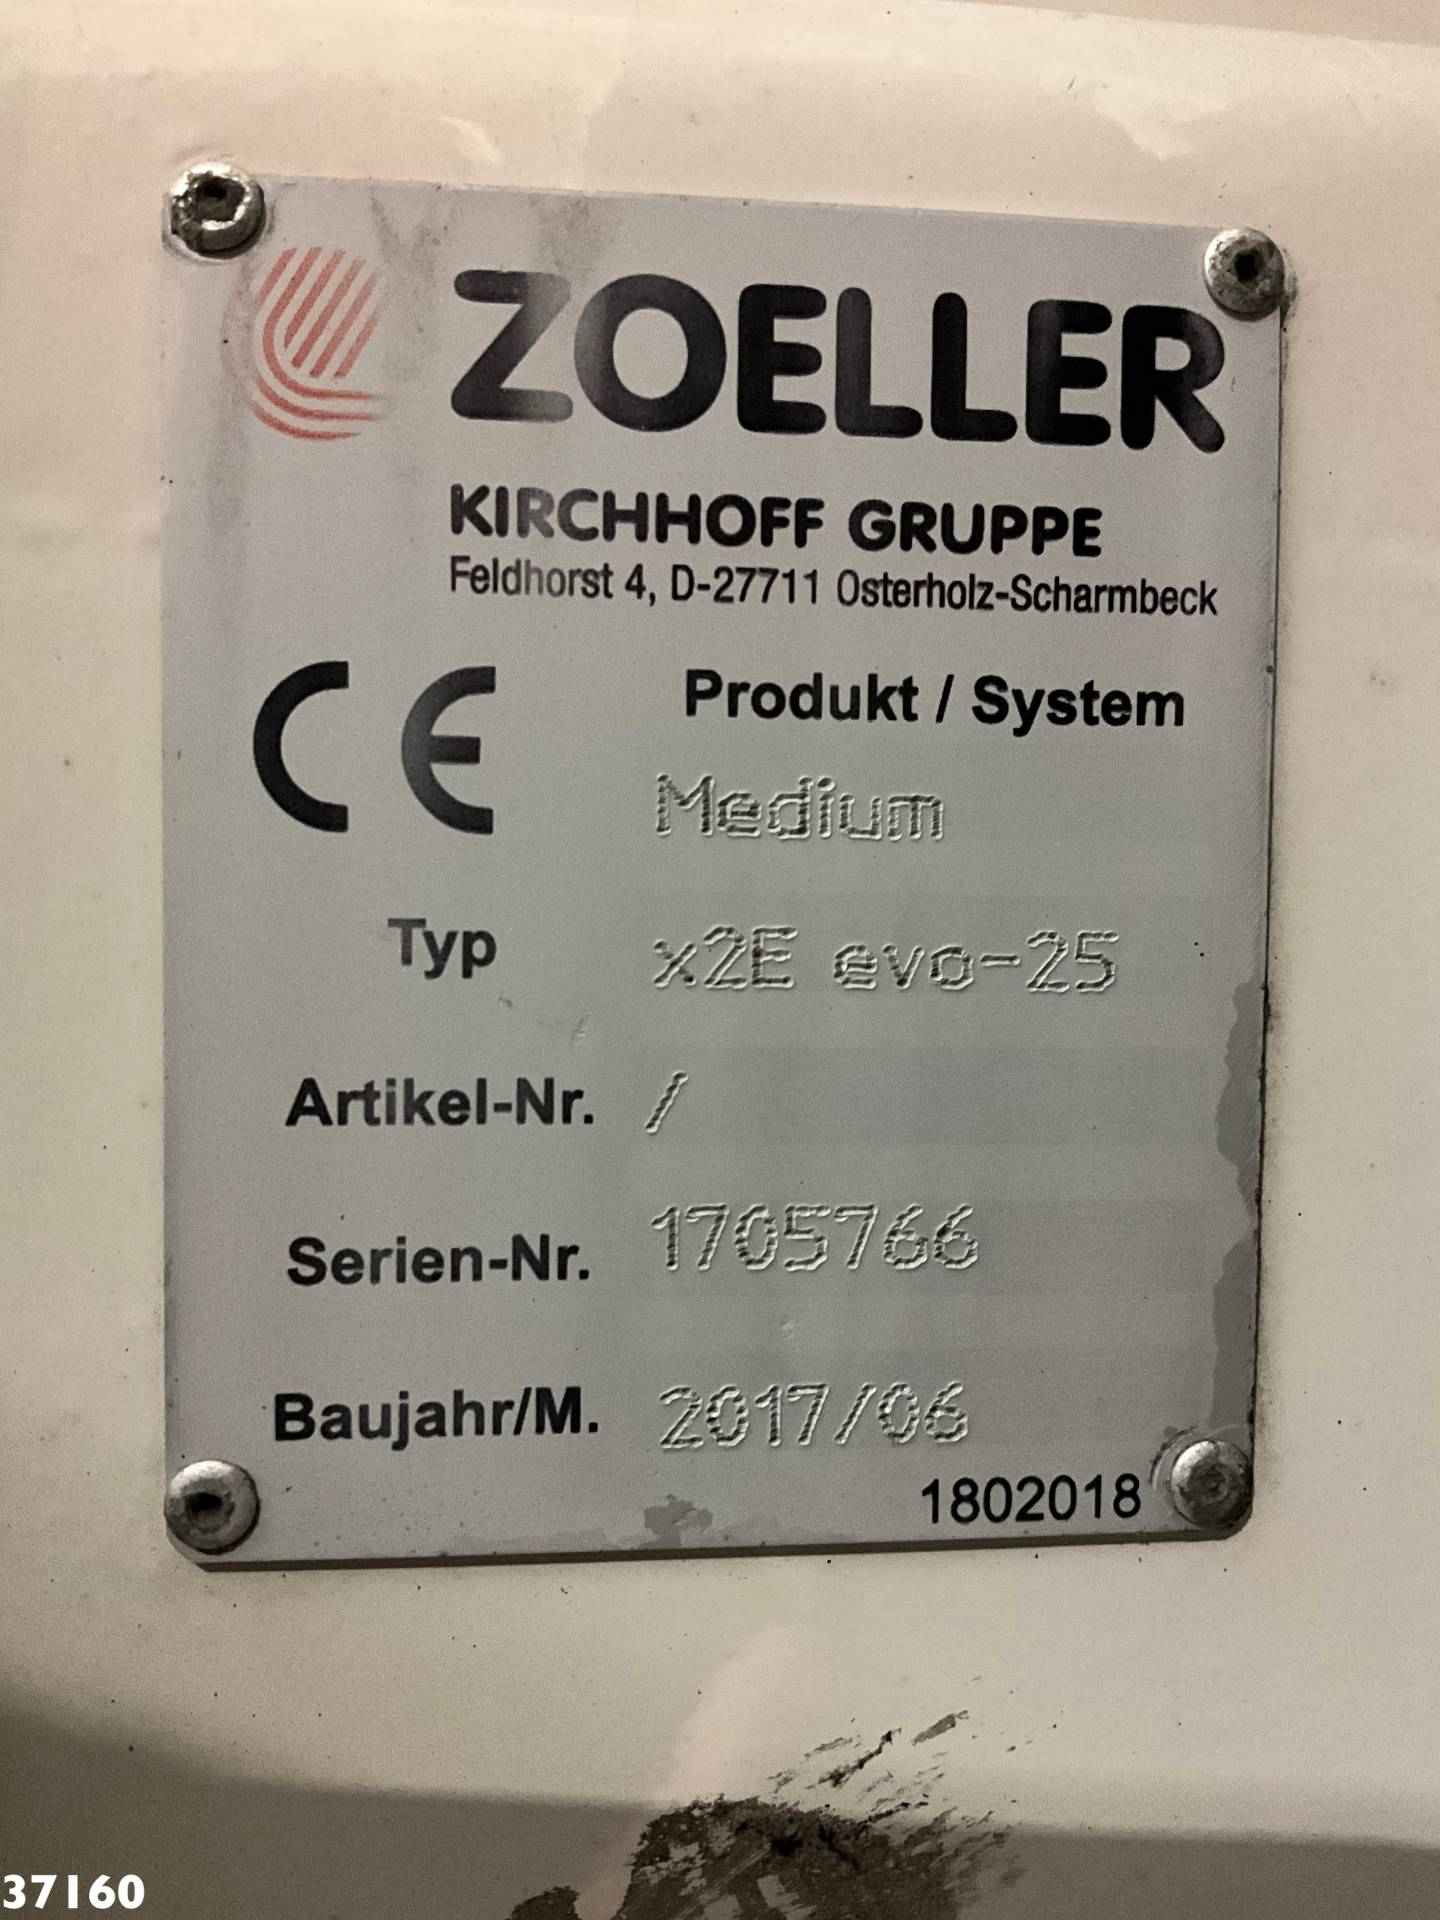 ZOELLER
KIRCHHOFF GRUPPE
Feldhorst 4, D-27711 Osterholz-Scharmbeck
CE Produkt / System
Medium
Typ x2E evo-25
Artikel-Nr. /
Serien-Nr. 1705766
Baujahr/M. 2017/06
1802018
37160